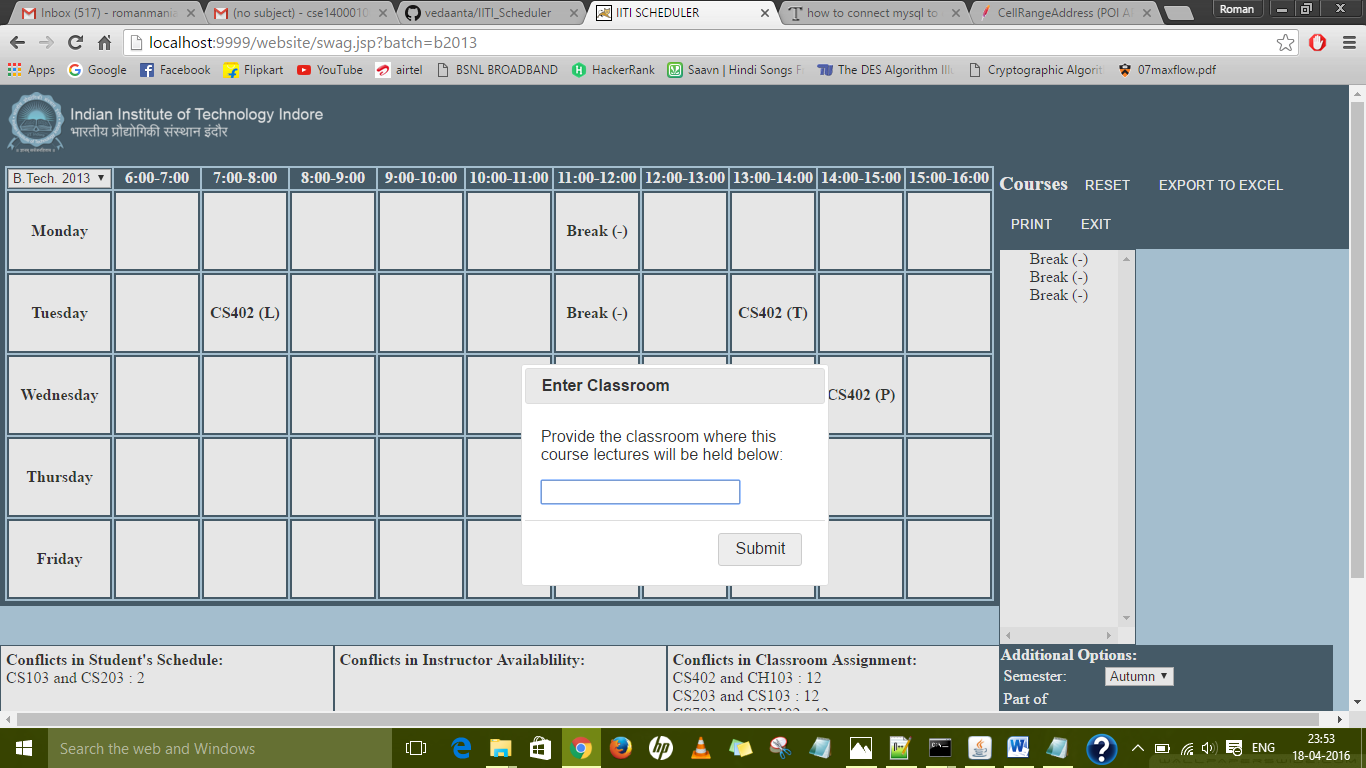 Inbox (517) - romanmania
(no subject) - cse1400010
vedaanta/IITI_Scheduler
IITI SCHEDULER
how to connect mysql to
CellRangeAddress (POI A
Roman
localhost:9999/website/swag.jsp?batch=b2013
Apps Google Facebook Flipkart YouTube airtel BSNL BROADBAND HackerRank Saavn | Hindi Songs F The DES Algorithm Illu Cryptographic Algorit 07maxflow.pdf
Indian Institute of Technology Indore
भारतीय प्रौद्योगिकी संस्थान इंदौर
B.Tech. 2013 6:00-7:00 7:00-8:00 8:00-9:00 9:00-10:00 10:00-11:00 11:00-12:00 12:00-13:00 13:00-14:00 14:00-15:00 15:00-16:00
Courses RESET EXPORT TO EXCEL
PRINT EXIT
Monday Break (-)
Tuesday CS402 (L) Break (-) CS402 (T)
Wednesday CS402 (P)
Thursday
Friday
Break (-)
Break (-)
Break (-)
Enter Classroom
Provide the classroom where this
course lectures will be held below:
Submit
Conflicts in Student's Schedule:
CS103 and CS203 : 2
Conflicts in Instructor Availablility:
Conflicts in Classroom Assignment:
CS402 and CH103 : 12
CS203 and CS103 : 12
Additional Options:
Semester: Autumn
Part of
Search the web and Windows
ENG
23:53
18-04-2016